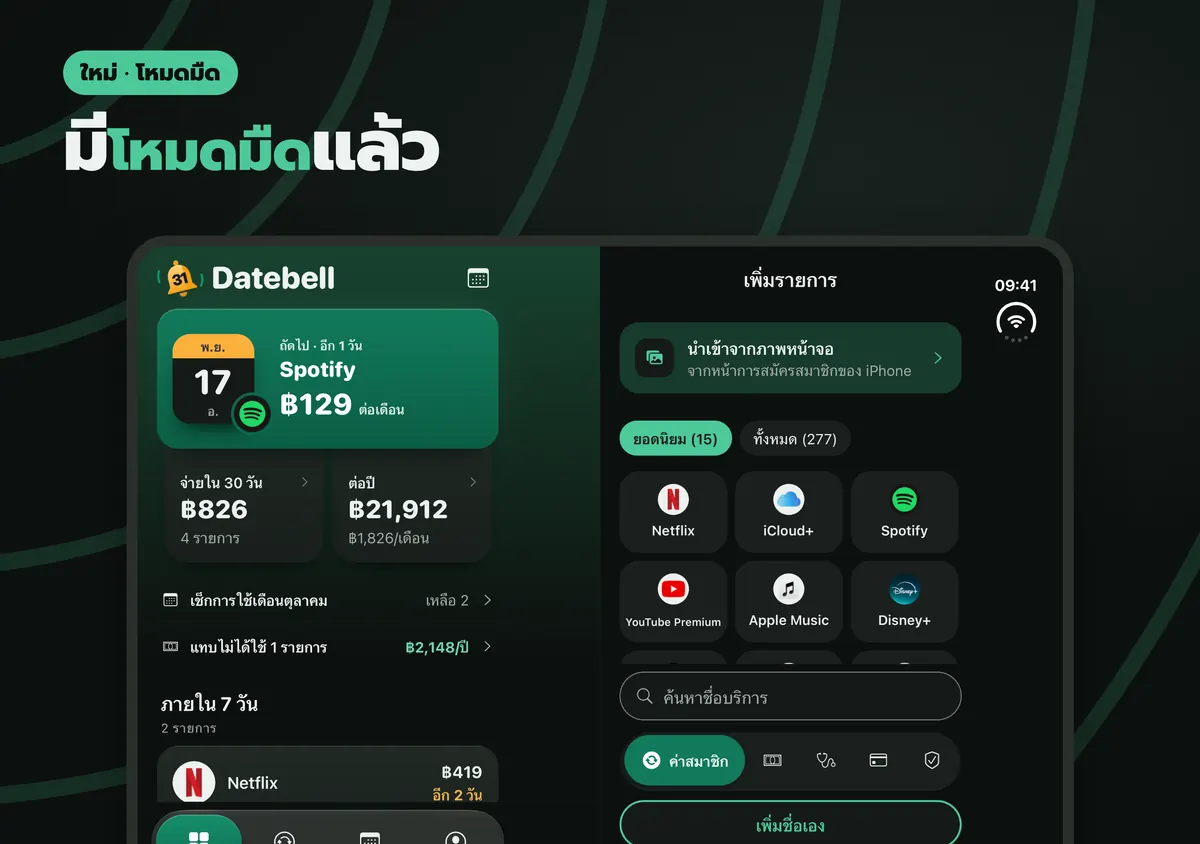 ใหม่ · โหมดมืด
มีโหมดมืดแล้ว
31 Datebell
พ.ย.
17
อ.
ถัดไป · อีก 1 วัน
Spotify
฿129 ต่อเดือน
จ่ายใน 30 วัน
฿826
4 รายการ
ต่อปี
฿21,912
฿1,826/เดือน
เช็กการใช้เดือนตุลาคม เหลือ 2
แทบไม่ได้ใช้ 1 รายการ ฿2,148/ปี
ภายใน 7 วัน
2 รายการ
N Netflix ฿419
อีก 2 วัน
เพิ่มรายการ
09:41
นำเข้าจากภาพหน้าจอ
จากหน้าการสมัครสมาชิกของ iPhone
ยอดนิยม (15) ทั้งหมด (277)
N
Netflix iCloud+ Spotify
Disney+
YouTube Premium Apple Music Disney+
ค้นหาชื่อบริการ
ค่าสมาชิก
เพิ่มชื่อเอง